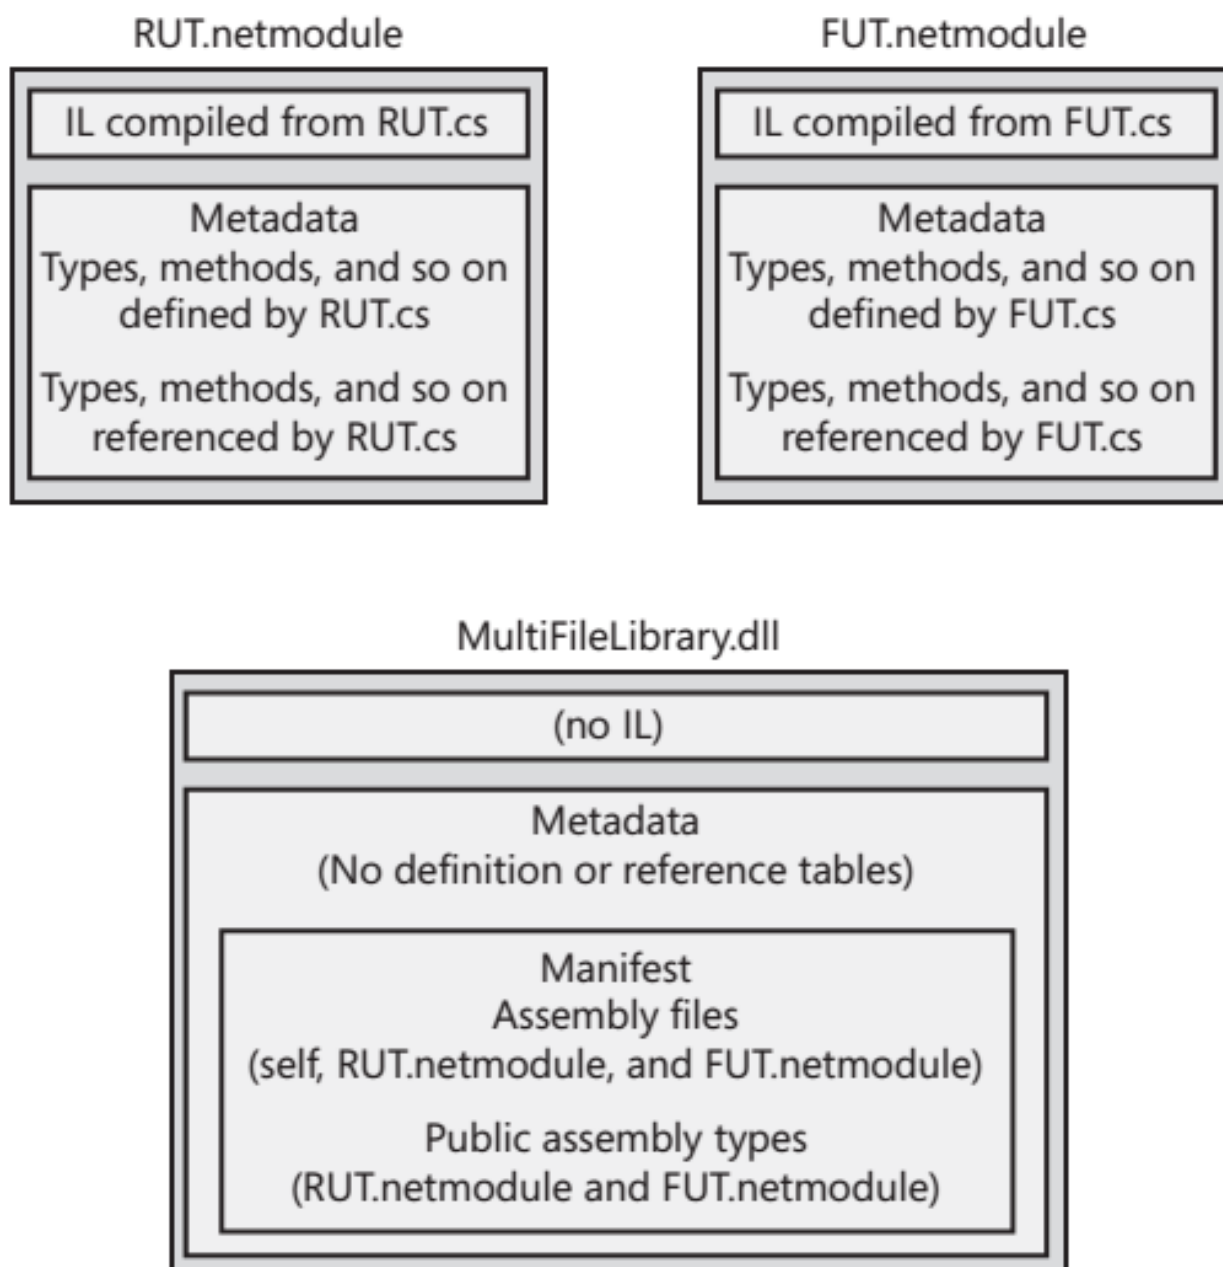 RUT.netmodule
IL compiled from RUT.cs
Metadata
Types, methods, and so on
defined by RUT.cs
Types, methods, and so on
referenced by RUT.cs
FUT.netmodule
IL compiled from FUT.cs
Metadata
Types, methods, and so on
defined by FUT.cs
Types, methods, and so on
referenced by FUT.cs
MultiFileLibrary.dll
(no IL)
Metadata
(No definition or reference tables)
Manifest
Assembly files
(self, RUT.netmodule, and FUT.netmodule)
Public assembly types
(RUT.netmodule and FUT.netmodule)